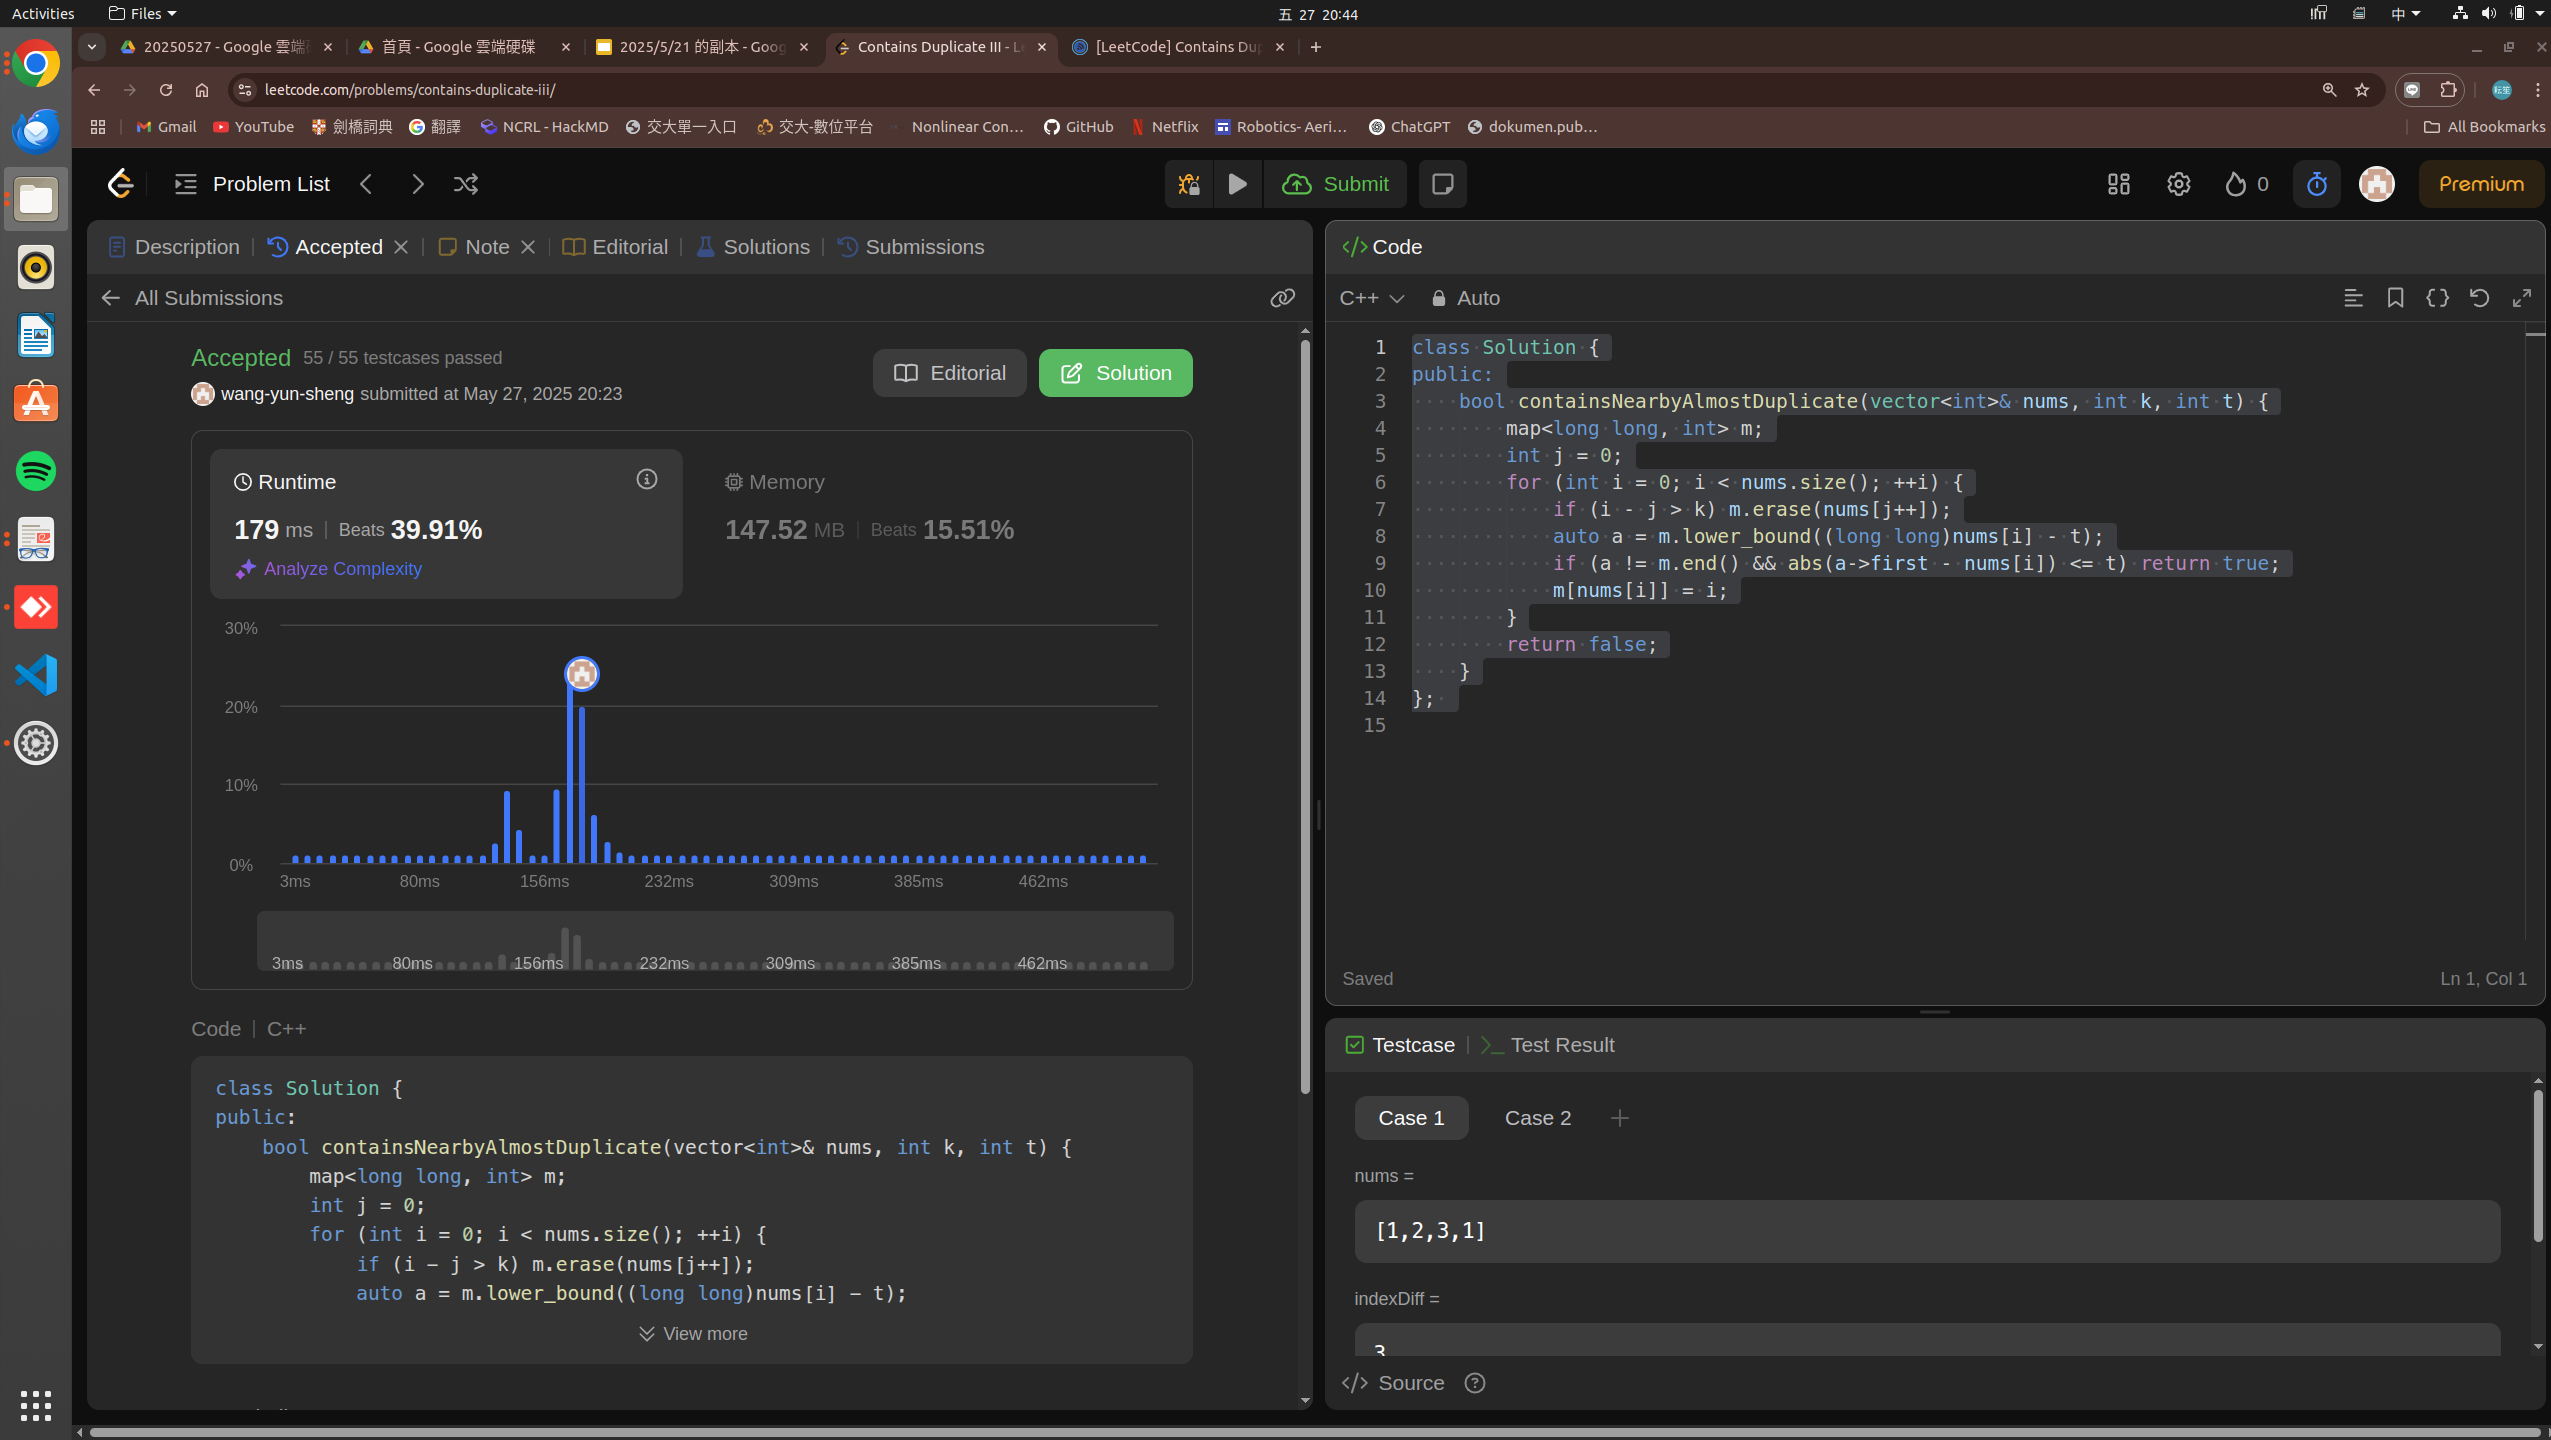 Activities
Files
五 27 20:44
中
20250527 - Google 雲端
首頁 - Google 雲端硬碟
2025/5/21 的副本 - Goog
Contains Duplicate III - Le
[LeetCode] Contains Dup
leetcode.com/problems/contains-duplicate-iii/
Gmail
YouTube
劍橋詞典
翻譯
NCRL - HackMD
交大單一入口
交大-數位平台
Nonlinear Con...
GitHub
Netflix
Robotics- Aeri...
ChatGPT
dokumen.pub...
All Bookmarks
Problem List
Submit
0
Premium
Description
Accepted
Note
Editorial
Solutions
Submissions
All Submissions
Accepted 55 / 55 testcases passed
wang-yun-sheng submitted at May 27, 2025 20:23
Editorial
Solution
Runtime
179 ms | Beats 39.91%
Analyze Complexity
Memory
147.52 MB | Beats 15.51%
30%
20%
10%
0%
3ms 80ms 156ms 232ms 309ms 385ms 462ms
3ms 80ms 156ms 232ms 309ms 385ms 462ms
Code | C++
class Solution {
public:
    bool containsNearbyAlmostDuplicate(vector<int>& nums, int k, int t) {
        map<long long, int> m;
        int j = 0;
        for (int i = 0; i < nums.size(); ++i) {
            if (i - j > k) m.erase(nums[j++]);
            auto a = m.lower_bound((long long)nums[i] - t);
View more
Code
C++
Auto
1 class Solution {
2 public:
3     bool containsNearbyAlmostDuplicate(vector<int>& nums, int k, int t) {
4         map<long long, int> m;
5         int j = 0;
6         for (int i = 0; i < nums.size(); ++i) {
7             if (i - j > k) m.erase(nums[j++]);
8             auto a = m.lower_bound((long long)nums[i] - t);
9             if (a != m.end() && abs(a->first - nums[i]) <= t) return true;
10             m[nums[i]] = i;
11         }
12         return false;
13     }
14 };
15
Saved
Ln 1, Col 1
Testcase
Test Result
Case 1
Case 2
nums =
[1,2,3,1]
indexDiff =
3
Source